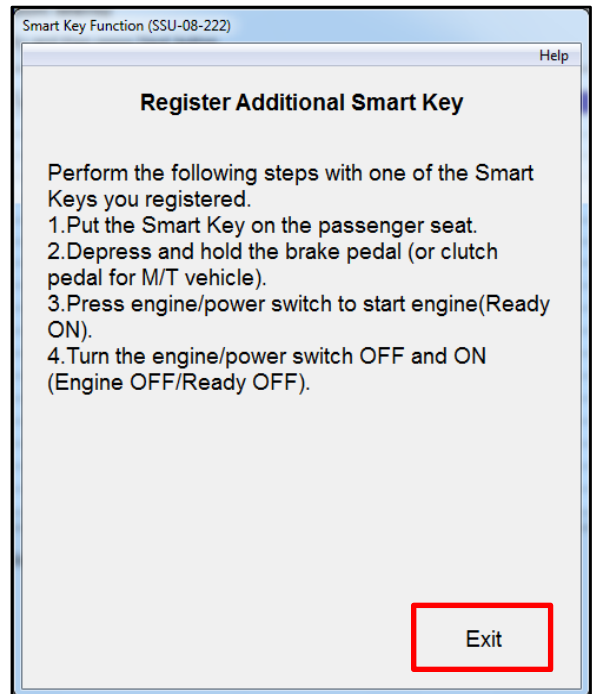 Smart Key Function (SSU-08-222)
Help
Register Additional Smart Key
Perform the following steps with one of the Smart
Keys you registered.
1.Put the Smart Key on the passenger seat.
2.Depress and hold the brake pedal (or clutch
pedal for M/T vehicle).
3.Press engine/power switch to start engine(Ready
ON).
4.Turn the engine/power switch OFF and ON
(Engine OFF/Ready OFF).
Exit